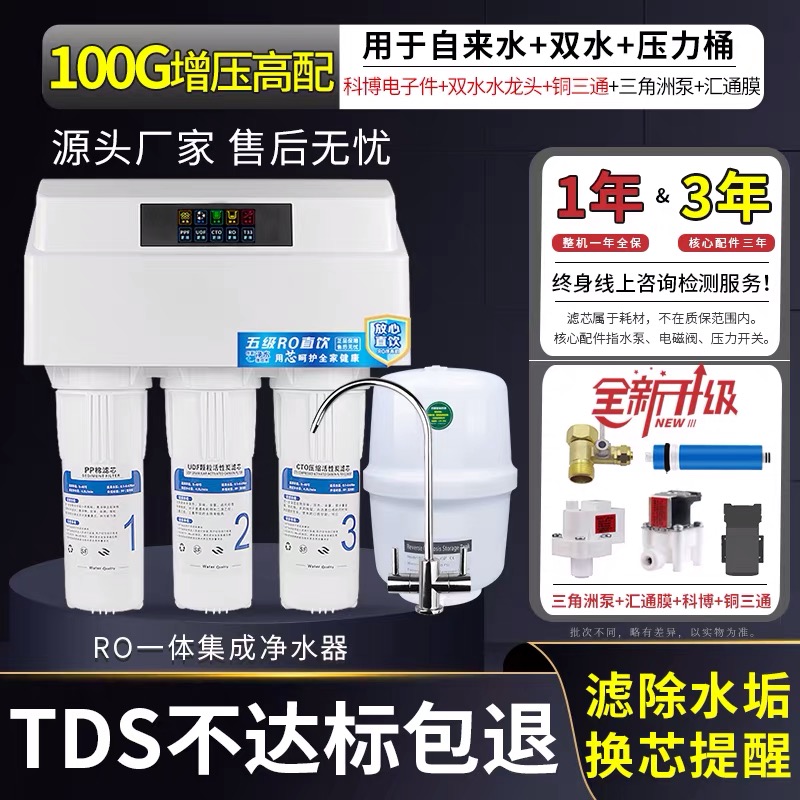 100G增压高配
用于自来水+双水+压力桶
科博电子件+双水水龙头+铜三通+三角洲泵+汇通膜
源头厂家 售后无忧
1年 & 3年
整机一年全保
核心配件三年
终身线上咨询检测服务!
滤芯属于耗材,不在质保范围内。
核心配件指水泵、电磁阀、压力开关。
PPF UDF CTO RO T33
五级RO直饮
用芯呵护全家健康
放心
直饮
全新升级
NEW
PP棉滤芯
SEDIMENT FILTER
1
Water Quality
UDF颗粒活性炭滤芯
2
Water Quality
CTO压缩活性炭滤芯
3
Water Quality
三角洲泵+汇通膜+科博+铜三通
批次不同,略有差异,以实物为准。
RO一体集成净水器
TDS不达标包退
滤除水垢
换芯提醒